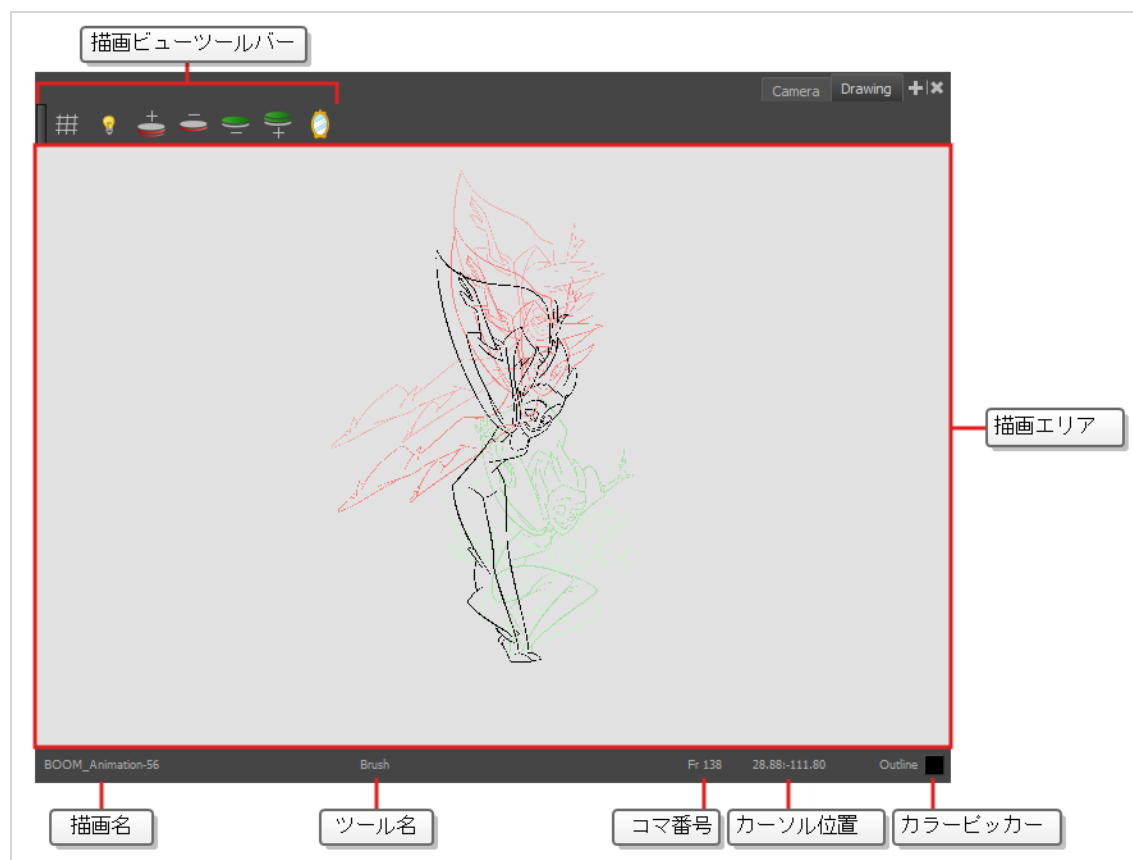 描画ビューツールバー
Camera
Drawing
描画エリア
BOOM_Animation-56
Brush
Fr 138
28.88:-111.80
Outline
描画名
ツール名
コマ番号
カーソル位置
カラーピッカー